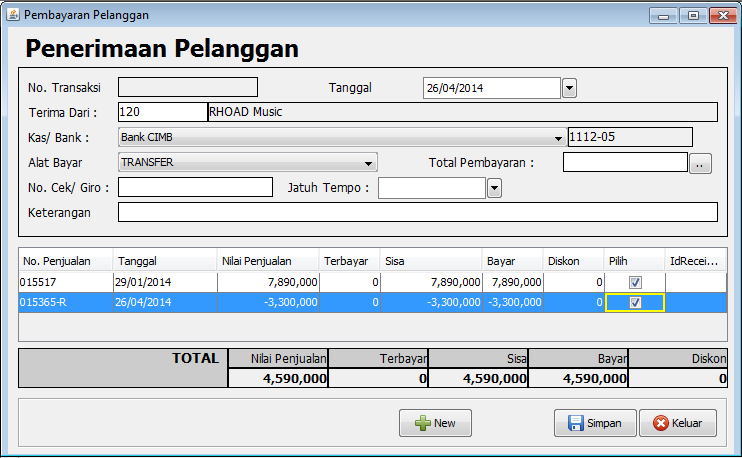 Pembayaran Pelanggan
Penerimaan Pelanggan
No. Transaksi Tanggal 26/04/2014
Terima Dari : 120 RHOAD Music
Kas/ Bank : Bank CIMB 1112-05
Alat Bayar TRANSFER Total Pembayaran : ..
No. Cek/ Giro : Jatuh Tempo :
Keterangan
No. Penjualan Tanggal Nilai Penjualan Terbayar Sisa Bayar Diskon Pilih IdRecei...
015517 29/01/2014 7,890,000 0 7,890,000 7,890,000 0
015365-R 26/04/2014 -3,300,000 0 -3,300,000 -3,300,000 0
TOTAL Nilai Penjualan Terbayar Sisa Bayar Diskon
4,590,000 0 4,590,000 4,590,000 0
New Simpan Keluar